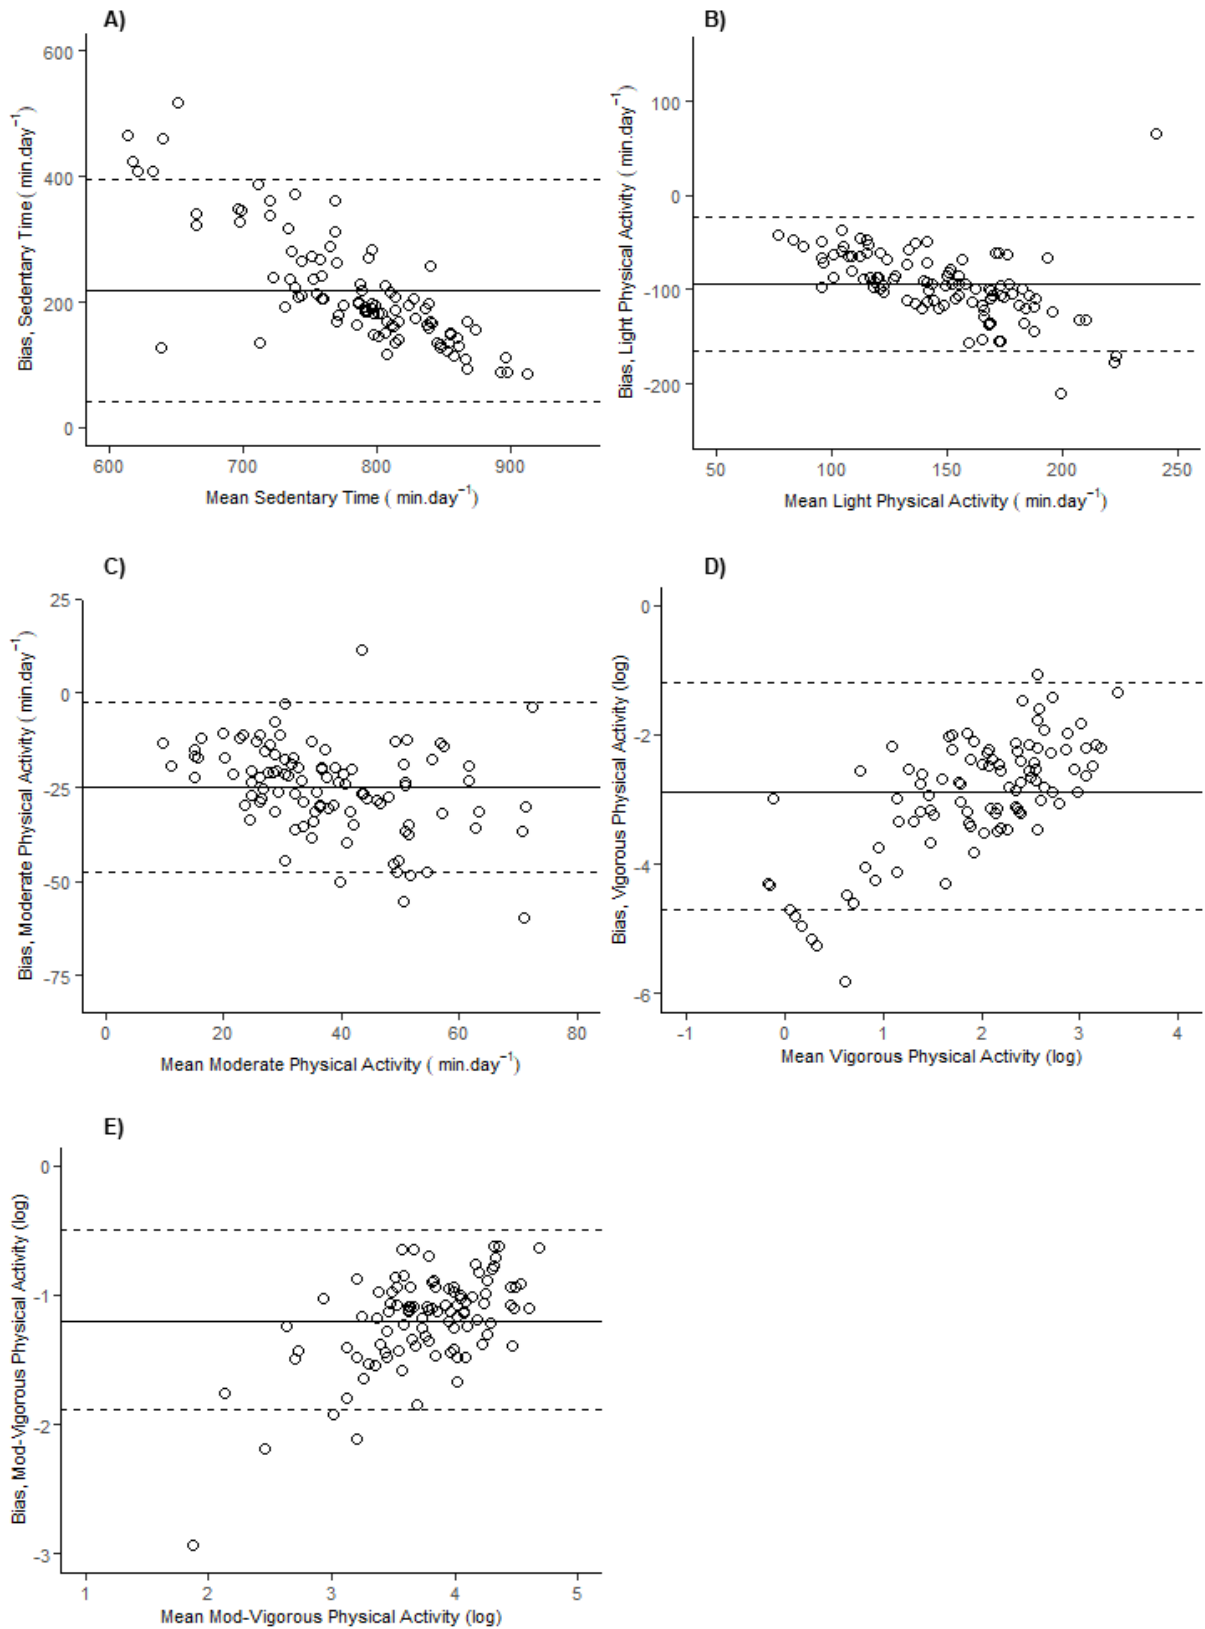 A)
Bias, Sedentary Time ( min.day⁻¹)
600
400
200
0
600 700 800 900
Mean Sedentary Time ( min.day⁻¹)
B)
Bias, Light Physical Activity ( min.day⁻¹)
100
0
-100
-200
50 100 150 200 250
Mean Light Physical Activity ( min.day⁻¹)
C)
Bias, Moderate Physical Activity ( min.day⁻¹)
25
0
-25
-50
-75
0 20 40 60 80
Mean Moderate Physical Activity ( min.day⁻¹)
D)
Bias, Vigorous Physical Activity (log)
0
-2
-4
-6
-1 0 1 2 3 4
Mean Vigorous Physical Activity (log)
E)
Bias, Mod-Vigorous Physical Activity (log)
0
-1
-2
-3
1 2 3 4 5
Mean Mod-Vigorous Physical Activity (log)